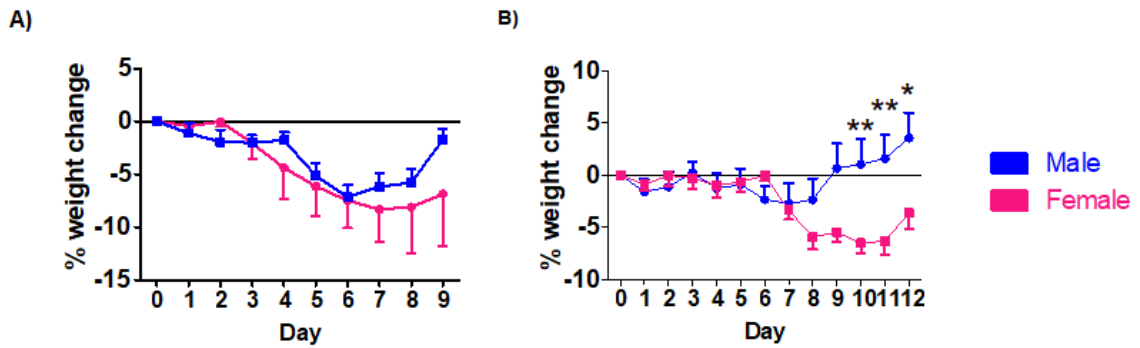 A)
% weight change
5
0
-5
-10
-15
0 1 2 3 4 5 6 7 8 9
Day
B)
% weight change
10
5
0
-5
-10
** ** *
0 1 2 3 4 5 6 7 8 9 10 11 12
Day
Male
Female